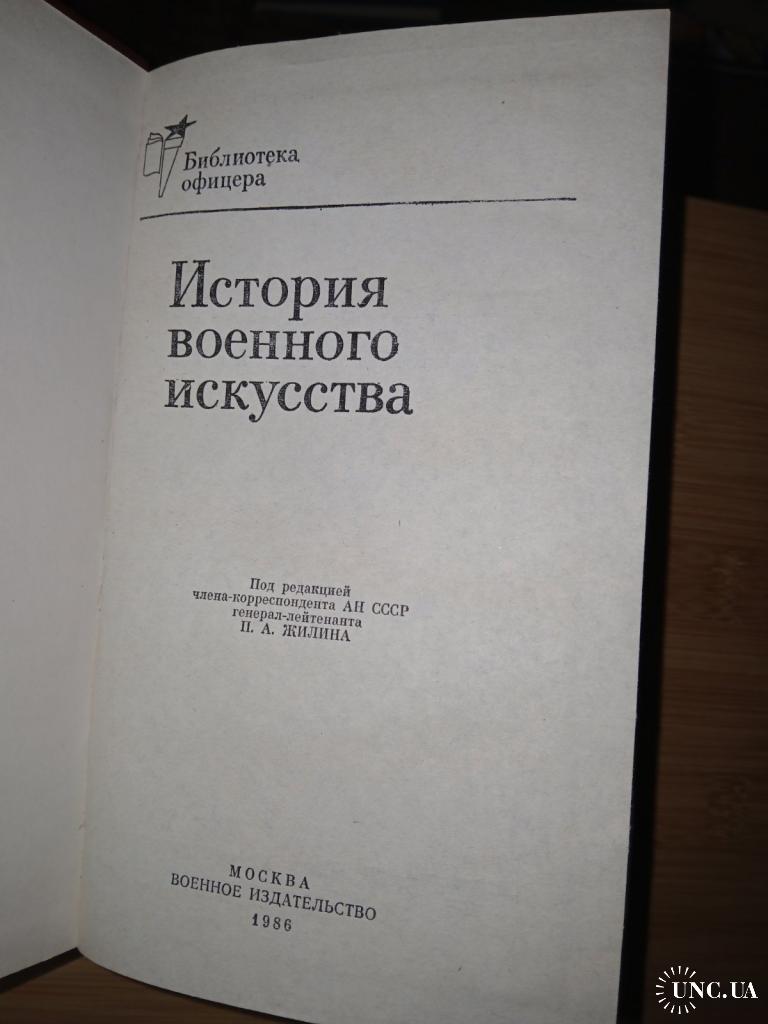 Библиотека
офицера
История
военного
искусства
Под редакцией
члена-корреспондента АН СССР
генерал-лейтенанта
П. А. ЖИЛИНА
МОСКВА
ВОЕННОЕ ИЗДАТЕЛЬСТВО
1986
UNC.UA